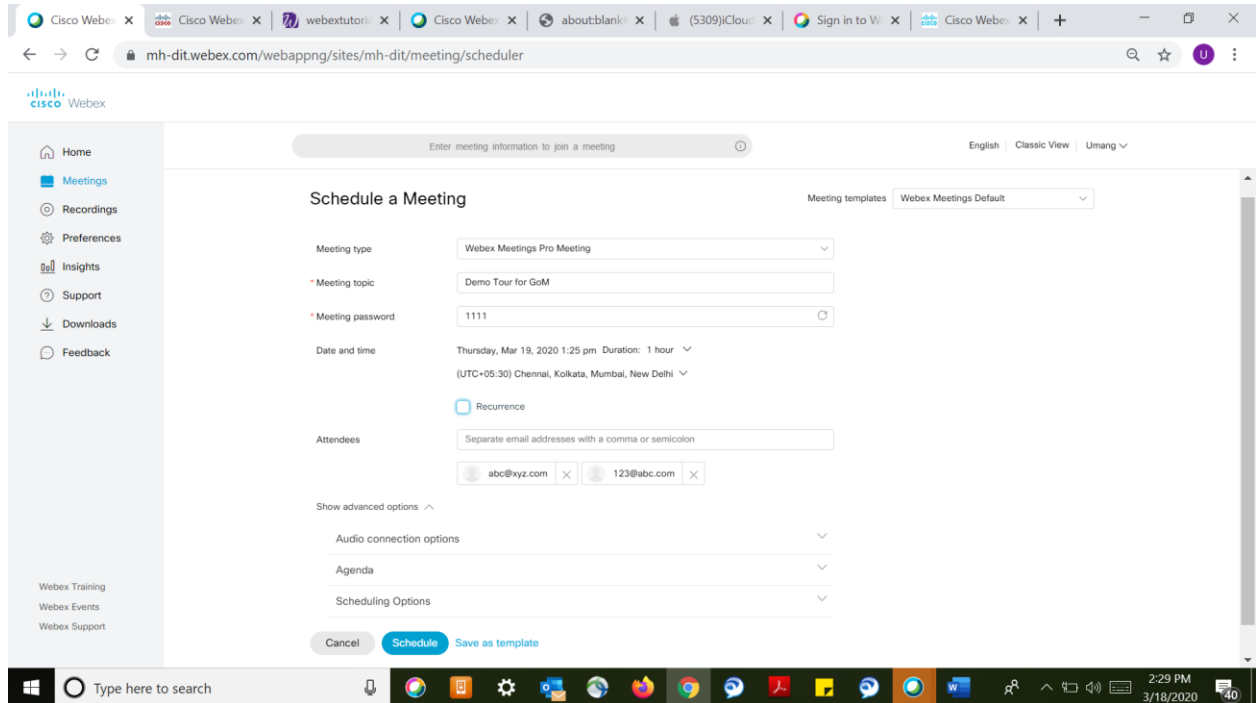 Cisco Webex
Cisco Webex
webextutoria
Cisco Webex
about:blank
(5309)iCloud
Sign in to W
Cisco Webex
mh-dit.webex.com/webappng/sites/mh-dit/meeting/scheduler
U
cisco Webex
Enter meeting information to join a meeting
English Classic View Umang
Home
Meetings
Recordings
Preferences
Insights
Support
Downloads
Feedback
Webex Training
Webex Events
Webex Support
Schedule a Meeting
Meeting templates Webex Meetings Default
Meeting type Webex Meetings Pro Meeting
* Meeting topic Demo Tour for GoM
* Meeting password 1111
Date and time Thursday, Mar 19, 2020 1:25 pm Duration: 1 hour
(UTC+05:30) Chennai, Kolkata, Mumbai, New Delhi
Recurrence
Attendees Separate email addresses with a comma or semicolon
abc@xyz.com 123@abc.com
Show advanced options
Audio connection options
Agenda
Scheduling Options
Cancel Schedule Save as template
Type here to search
2:29 PM
3/18/2020
40